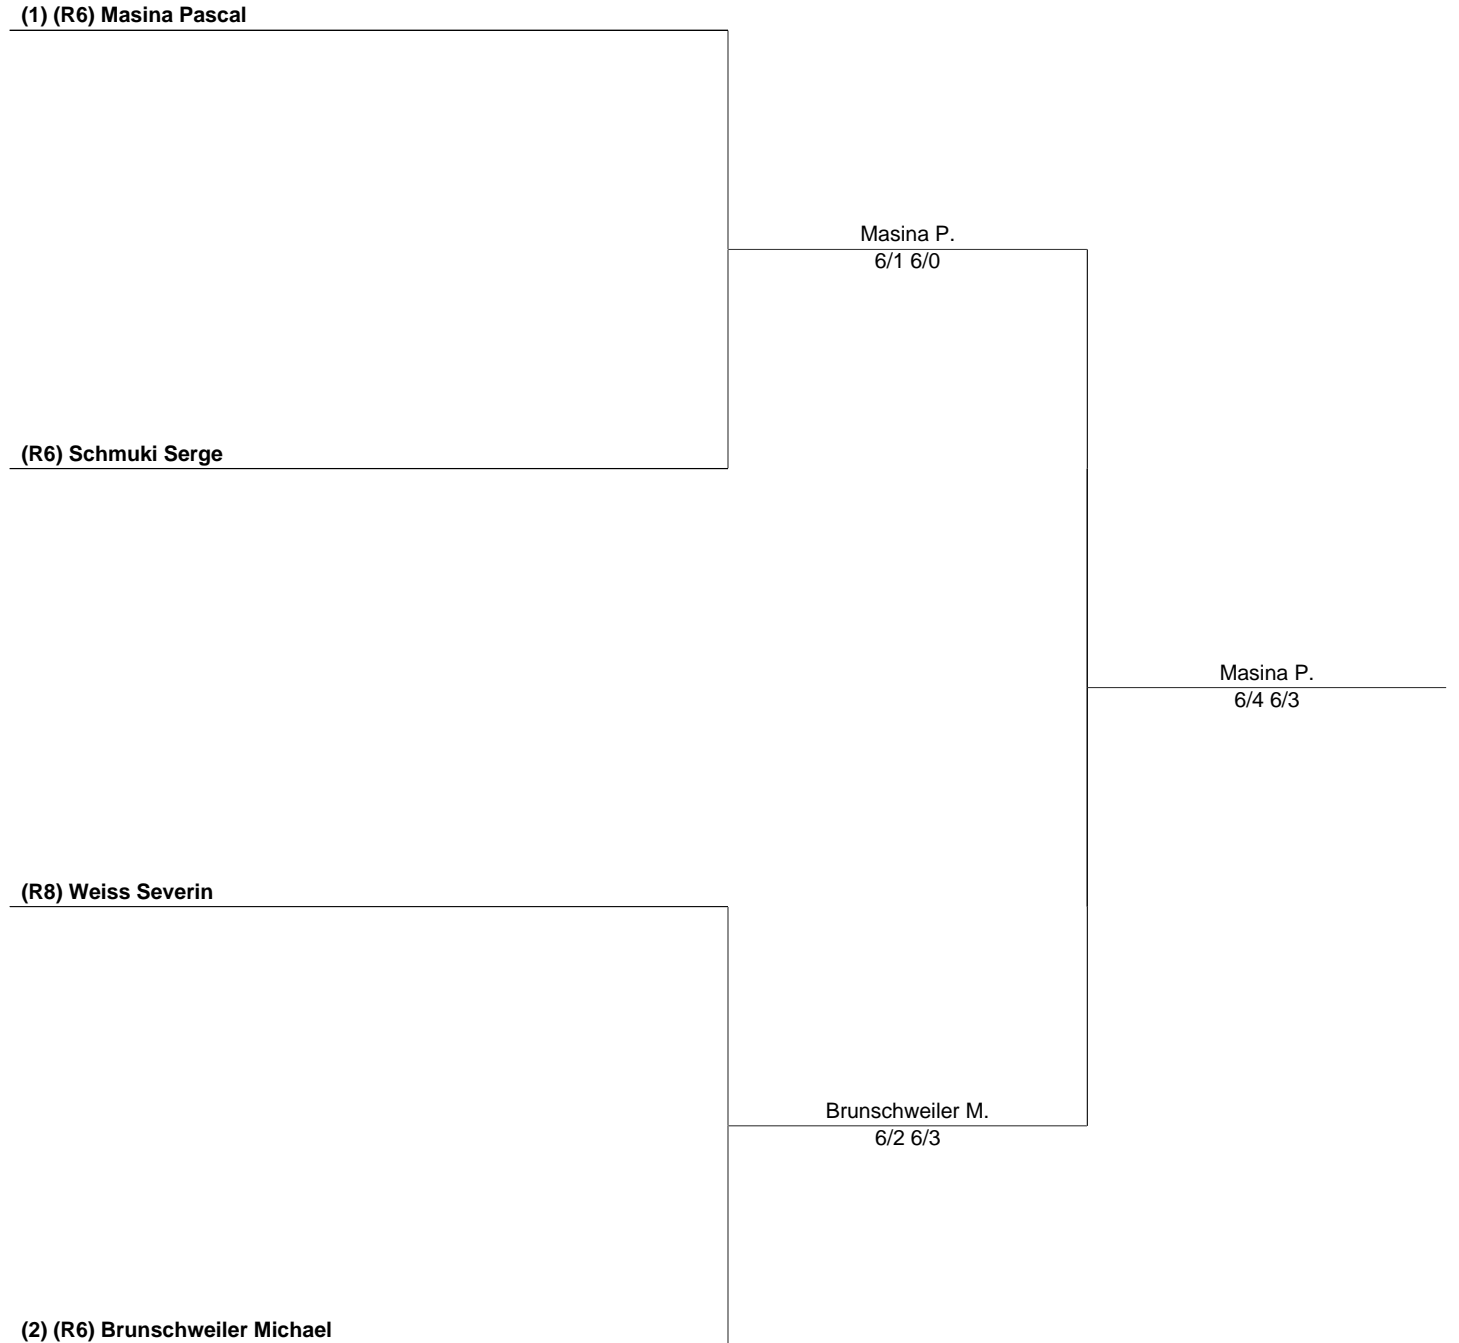 (1) (R6) Masina Pascal
Masina P.
6/1 6/0
(R6) Schmuki Serge
Masina P.
6/4 6/3
(R8) Weiss Severin
Brunschweiler M.
6/2 6/3
(2) (R6) Brunschweiler Michael